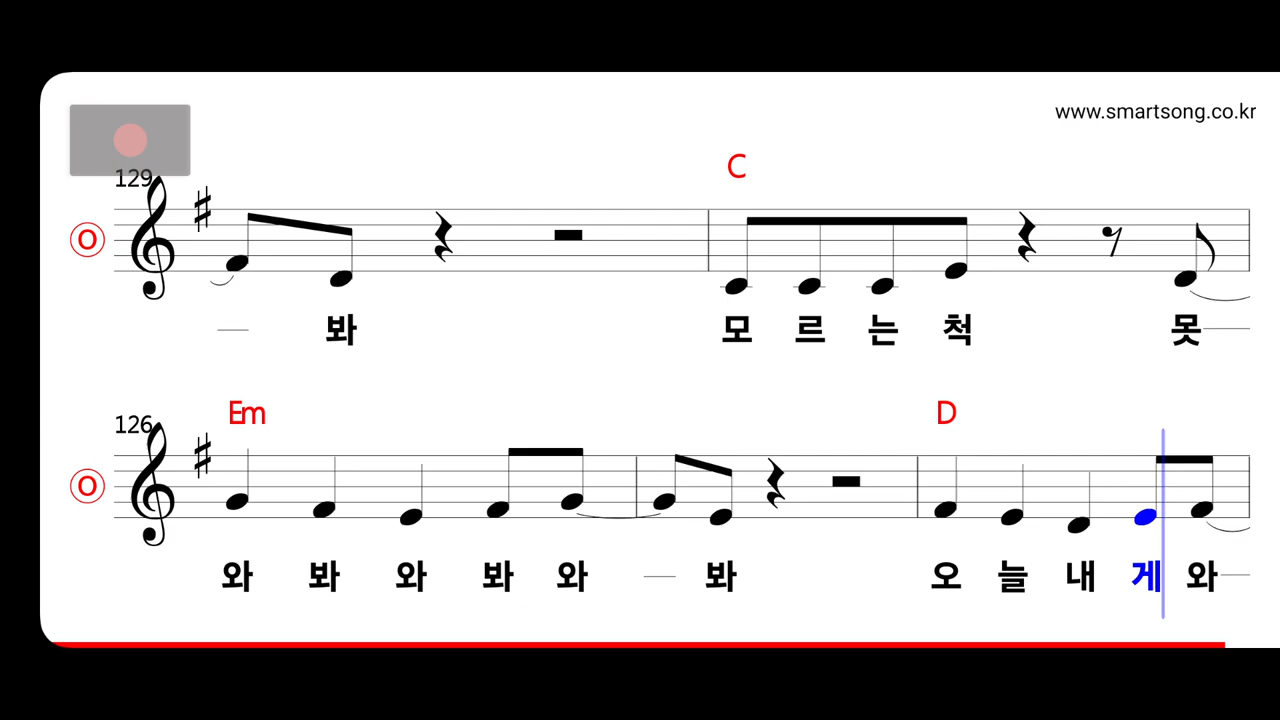 www.smartsong.co.kr
129
C
O
봐 모 르 는 척 못
126
Em D
O
와 봐 와 봐 와 봐 오 늘 내 게 와